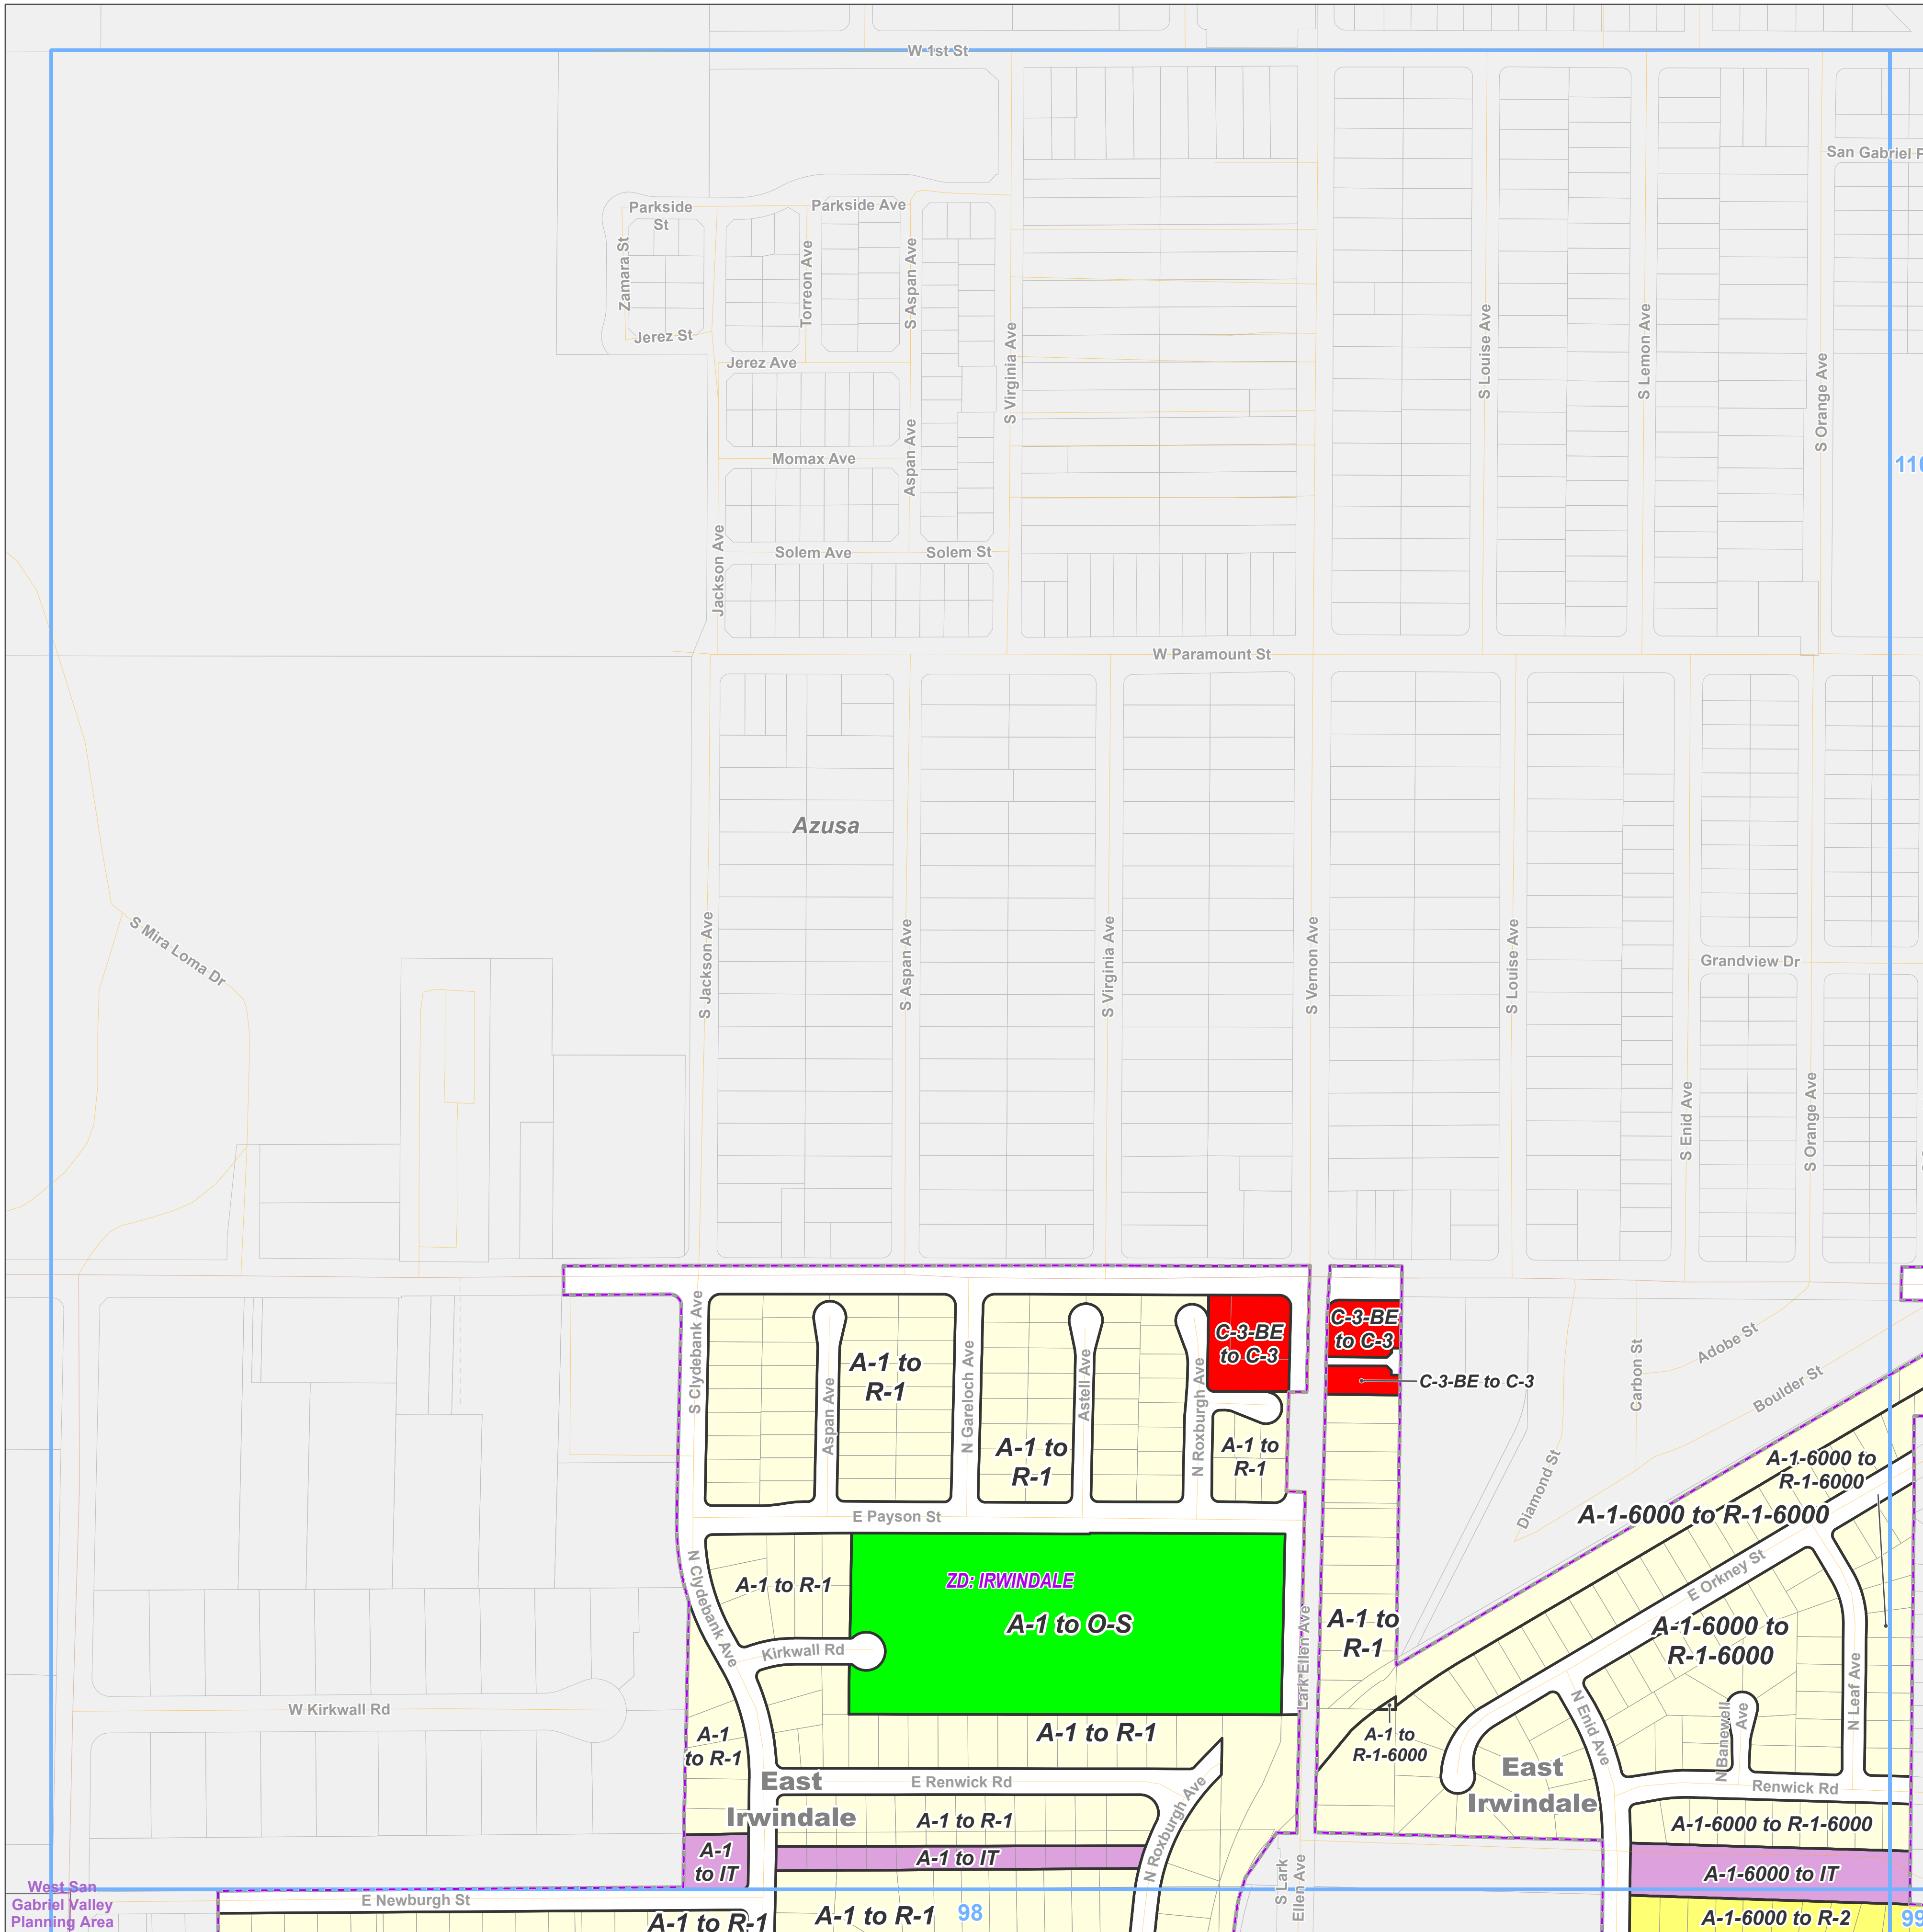 W 1st St
San Gabriel
Parkside
St
Parkside Ave
Zamara St
Torreon Ave
S Aspan Ave
Jerez St
Jerez Ave
S Virginia Ave
S Louise Ave
S Lemon Ave
S Orange Ave
Momax Ave
Aspan Ave
Solem Ave
Solem St
Jackson Ave
W Paramount St
Azusa
S Mira Loma Dr
S Jackson Ave
S Aspan Ave
S Virginia Ave
S Vernon Ave
S Louise Ave
Grandview Dr
S Enid Ave
S Orange Ave
S Clydebank Ave
Aspan Ave
A-1 to
R-1
N Gareloch Ave
A-1 to
R-1
Astell Ave
N Roxburgh Ave
C-3-BE
to C-3
A-1 to
R-1
C-3-BE
to C-3
C-3-BE to C-3
Carbon St
Adobe St
Boulder St
Diamond St
A-1-6000 to
R-1-6000
A-1-6000 to R-1-6000
E Payson St
N Clydebank Ave
A-1 to R-1
ZD: IRWINDALE
A-1 to O-S
Kirkwall Rd
W Kirkwall Rd
Lark Ellen Ave
A-1 to
R-1
E Orkney St
A-1-6000 to
R-1-6000
N Leaf Ave
N Banewell
Ave
N Enid Ave
A-1
to R-1
A-1 to R-1
A-1 to
R-1-6000
East
Irwindale
E Renwick Rd
N Roxburgh Ave
East
Irwindale
Renwick Rd
A-1 to R-1
A-1-6000 to R-1-6000
A-1
to IT
A-1 to IT
A-1-6000 to IT
West San
Gabriel Valley
Planning Area
E Newburgh St
S Lark
Ellen Ave
A-1 to R-1
A-1 to R-1
98
A-1-6000 to R-2
99